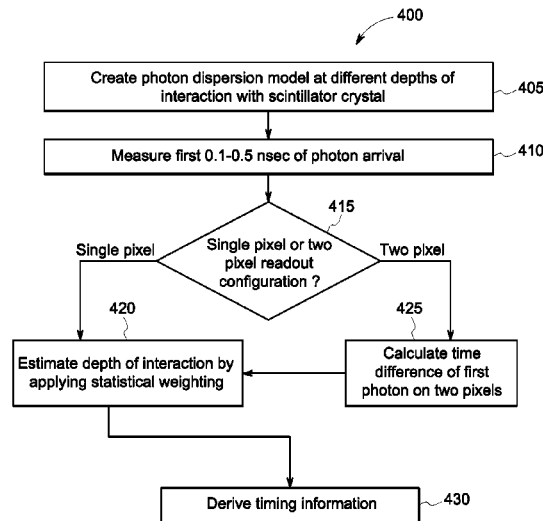 400
Create photon dispersion model at different depths of
interaction with scintillator crystal
405
Measure first 0.1-0.5 nsec of photon arrival
410
415
Single pixel
Single pixel or two
pixel readout
configuration ?
Two pixel
420
Estimate depth of interaction by
applying statistical weighting
425
Calculate time
difference of first
photon on two pixels
Derive timing information
430